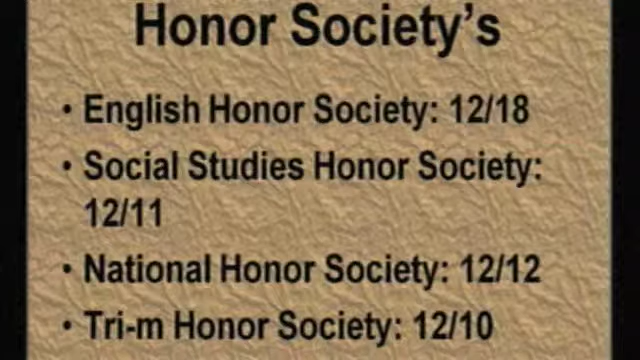 Honor Society's
• English Honor Society: 12/18
• Social Studies Honor Society:
12/11
• National Honor Society: 12/12
• Tri-m Honor Society: 12/10